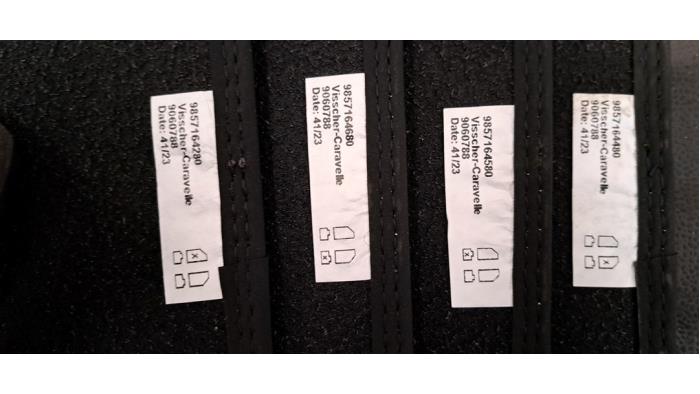 9857164280
Visscher-Caravelle
9060788
Date: 41/23
9857164680
Visscher-Caravelle
9060788
Date: 41/23
9857164580
Visscher-Caravelle
9060788
Date: 41/23
9857164480
Visscher-Caravelle
9060788
Date: 41/23